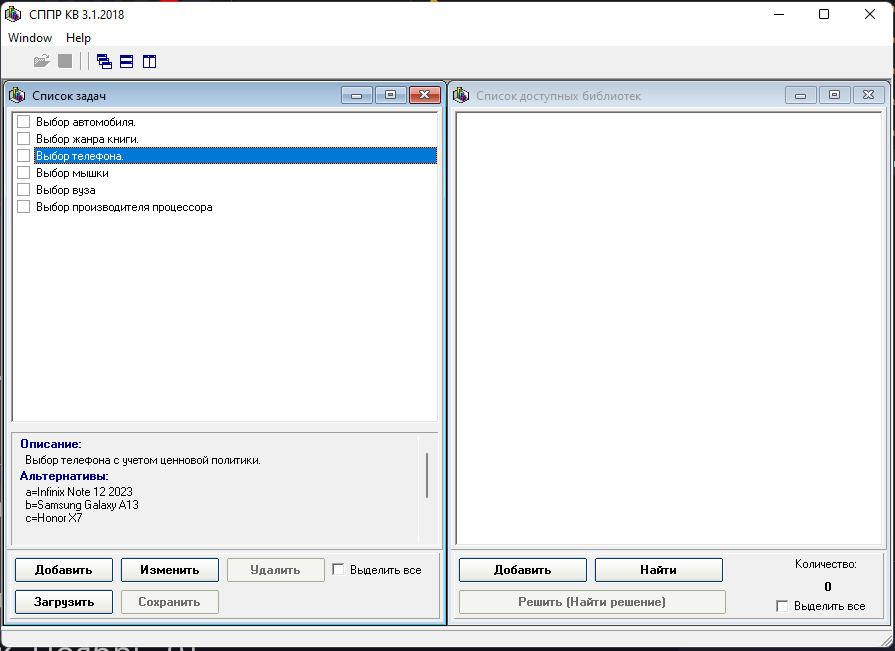 СППР КВ 3.1.2018
Window Help
Список задач
Список доступных библиотек
Выбор автомобиля.
Выбор жанра книги.
Выбор телефона.
Выбор мышки
Выбор вуза
Выбор производителя процессора
Описание:
Выбор телефона с учетом ценновой политики.
Альтернативы:
a=Infinix Note 12 2023
b=Samsung Galaxy A13
c=Honor X7
Добавить Изменить Удалить Выделить все
Загрузить Сохранить
Добавить Найти
Количество:
0
Решить (Найти решение)
Выделить все